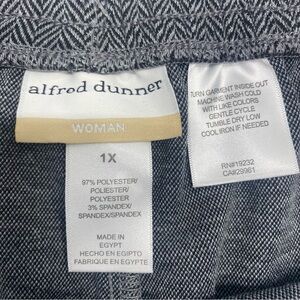 alfred dunner
WOMAN
1X
97% POLYESTER/
POLIESTER/
POLYESTER
3% SPANDEX/
SPANDEX/SPANDEX
MADE IN
EGYPT
HECHO EN EGIPTO
FABRIQUE EN EGYPTE
TURN GARMENT INSIDE OUT
MACHINE WASH COLD
WITH LIKE COLORS
GENTLE CYCLE
TUMBLE DRY LOW
COOL IRON IF NEEDED
RN#19232
CA#29961